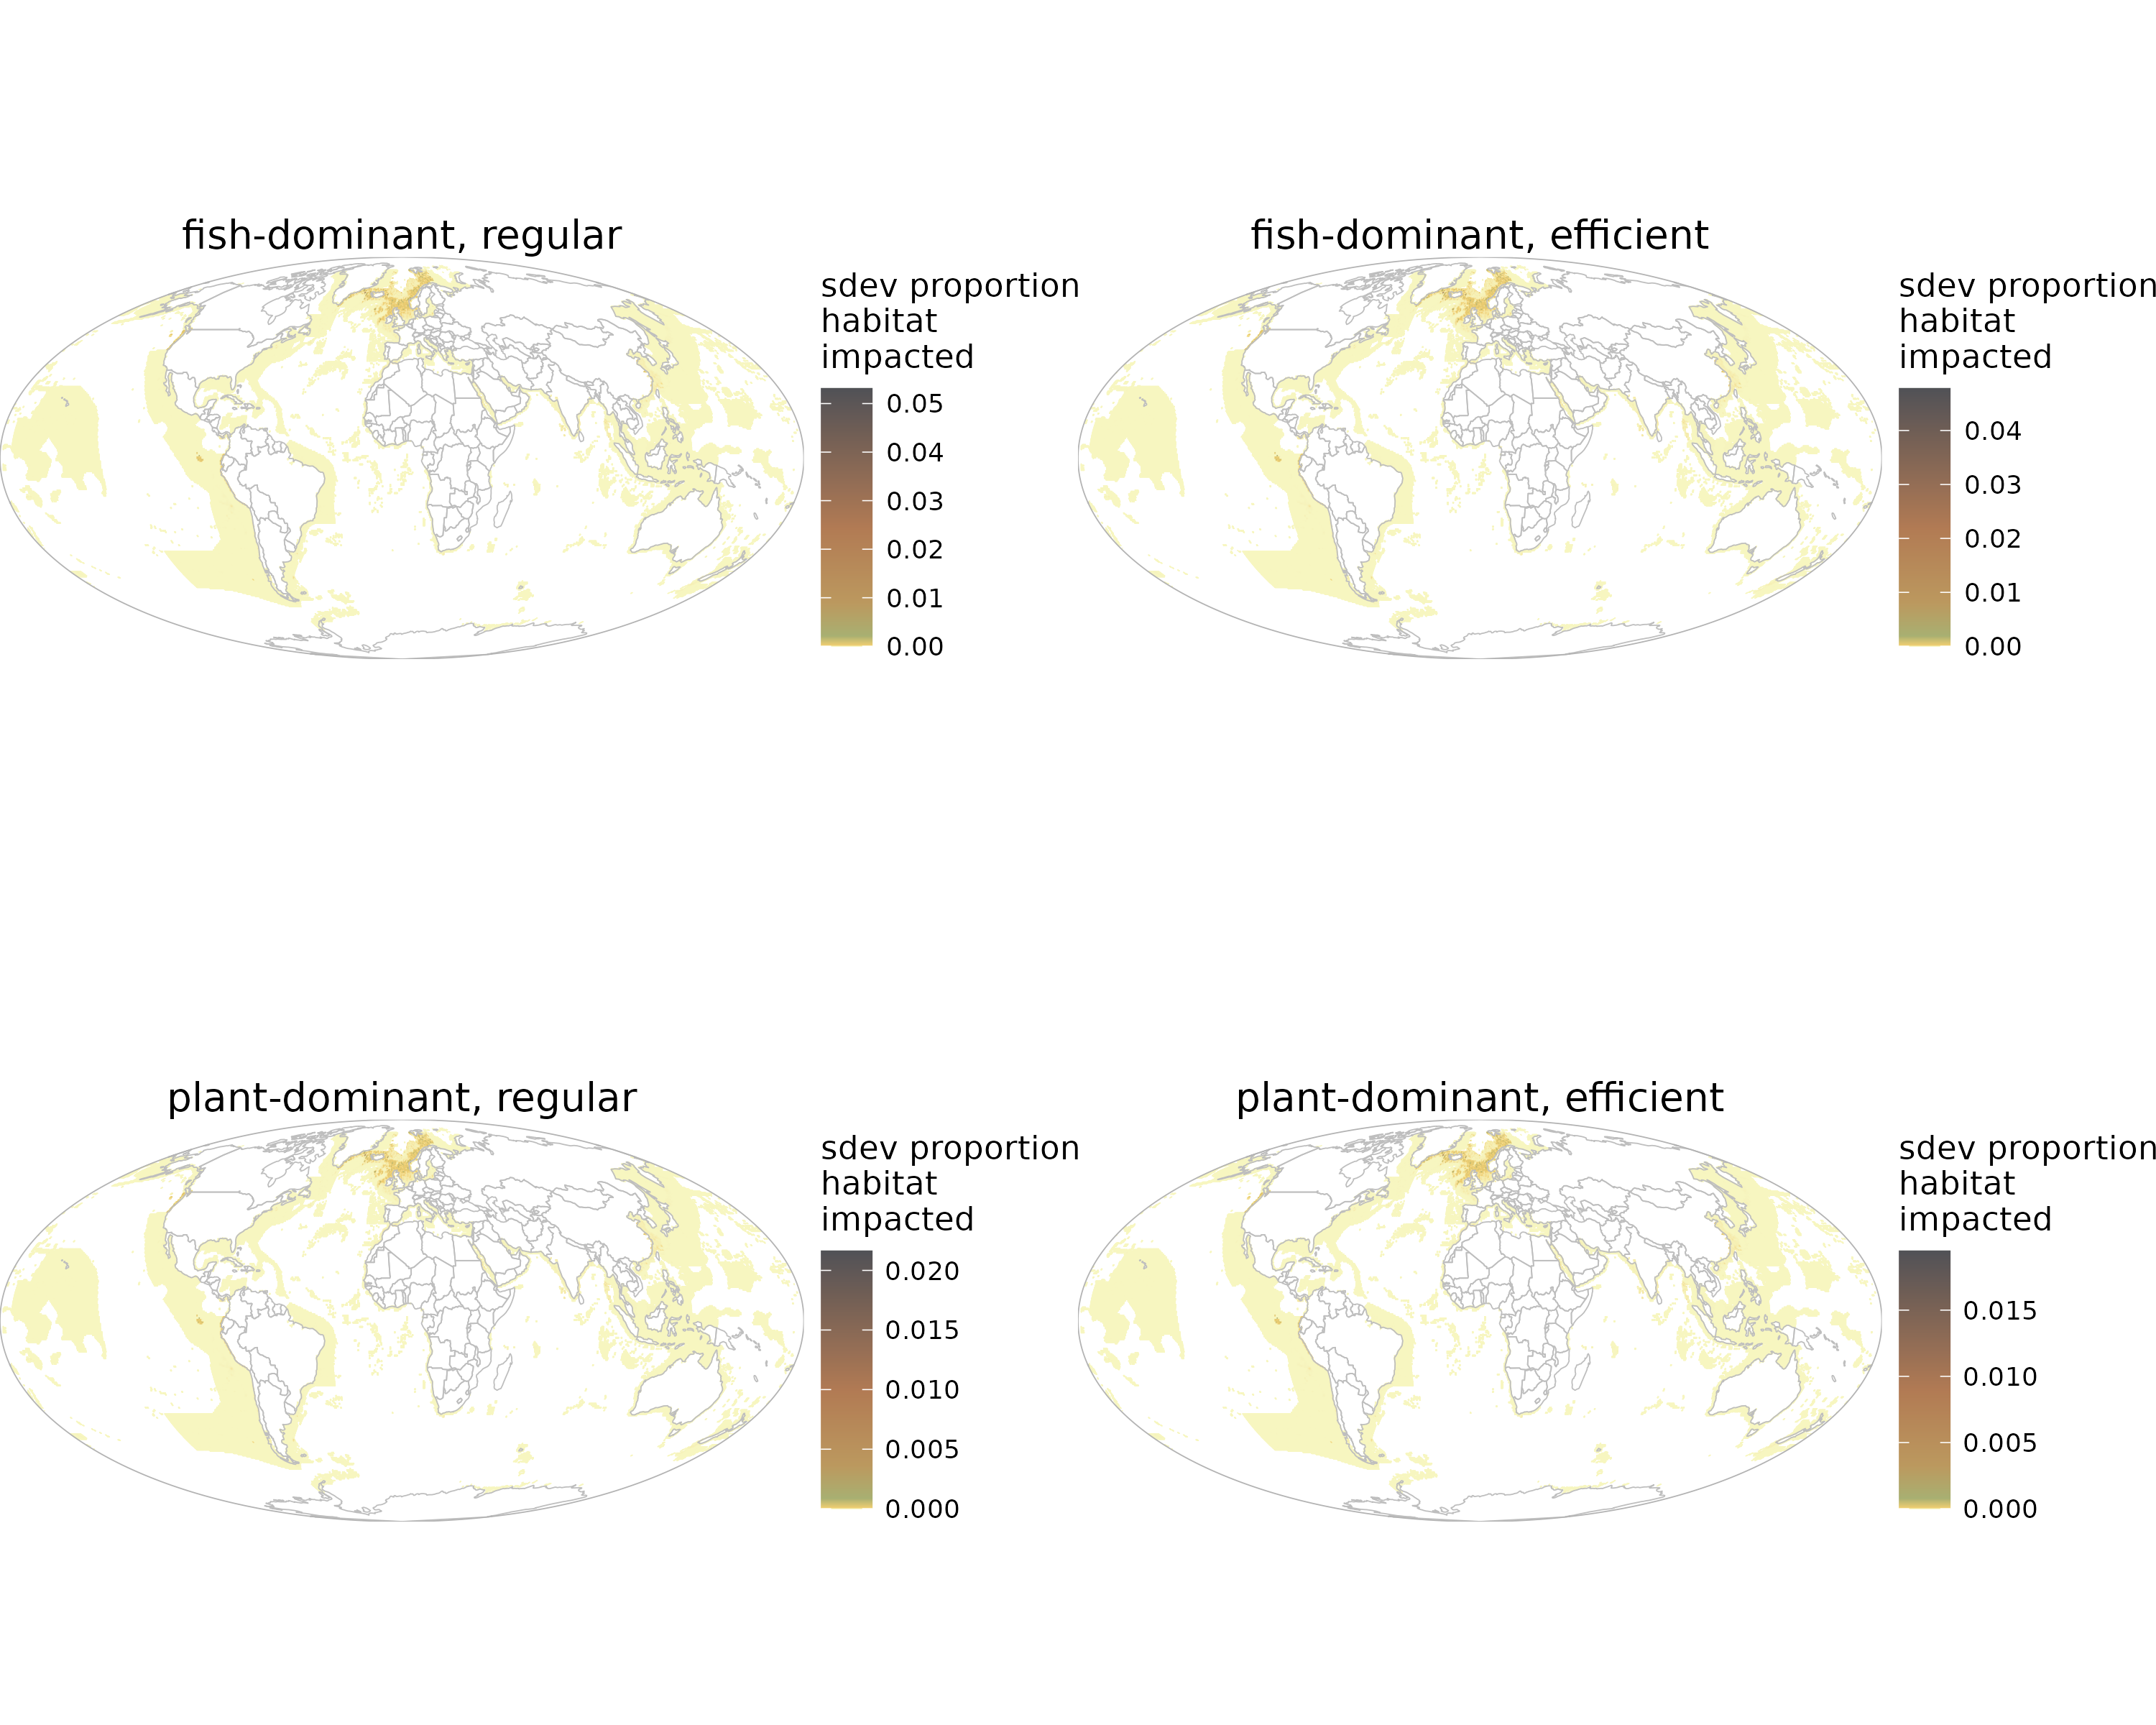 fish-dominant, regular
sdev proportion
habitat
impacted
0.05
0.04
0.03
0.02
0.01
0.00
fish-dominant, efficient
sdev proportion
habitat
impacted
0.04
0.03
0.02
0.01
0.00
plant-dominant, regular
sdev proportion
habitat
impacted
0.020
0.015
0.010
0.005
0.000
plant-dominant, efficient
sdev proportion
habitat
impacted
0.015
0.010
0.005
0.000